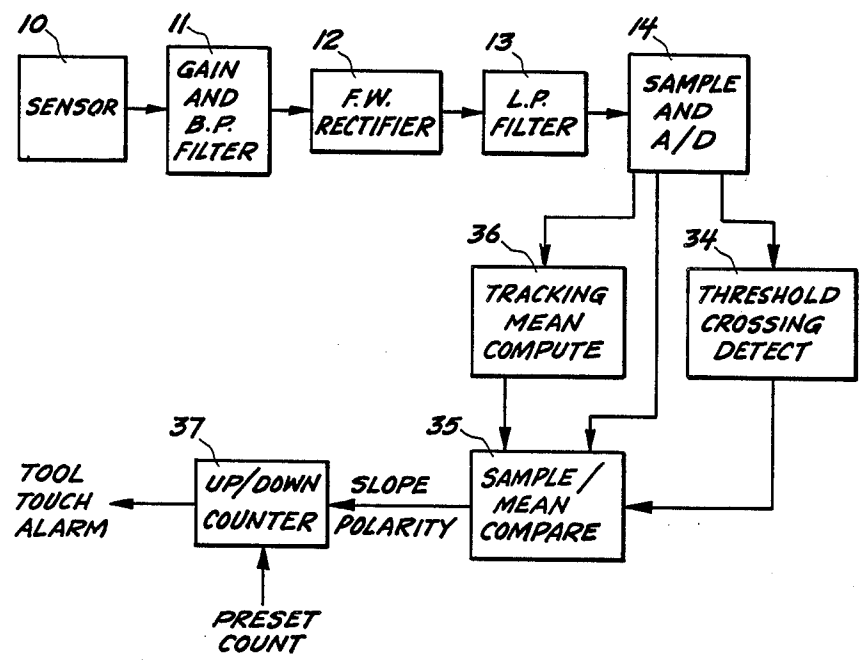 10
SENSOR
11
GAIN
AND
B.P.
FILTER
12
F.W.
RECTIFIER
13
L.P.
FILTER
14
SAMPLE
AND
A/D
36
TRACKING
MEAN
COMPUTE
34
THRESHOLD
CROSSING
DETECT
35
SAMPLE/
MEAN
COMPARE
SLOPE
POLARITY
37
UP/DOWN
COUNTER
TOOL
TOUCH
ALARM
PRESET
COUNT